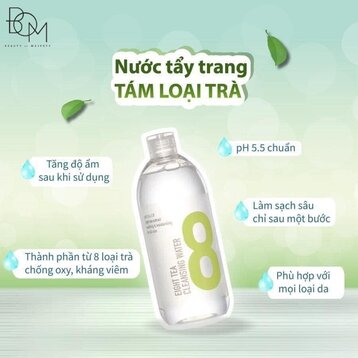 BOM
BEAUTY OF MAJESTY
Nước tẩy trang
TÁM LOẠI TRÀ
pH 5.5 chuẩn
Tăng độ ẩm
sau khi sử dụng
Làm sạch sâu
chỉ sau một bước
Thành phần từ 8 loại trà
chống oxy, kháng viêm
Phù hợp với
mọi loại da
8
EIGHT TEA
CLEANSING WATER